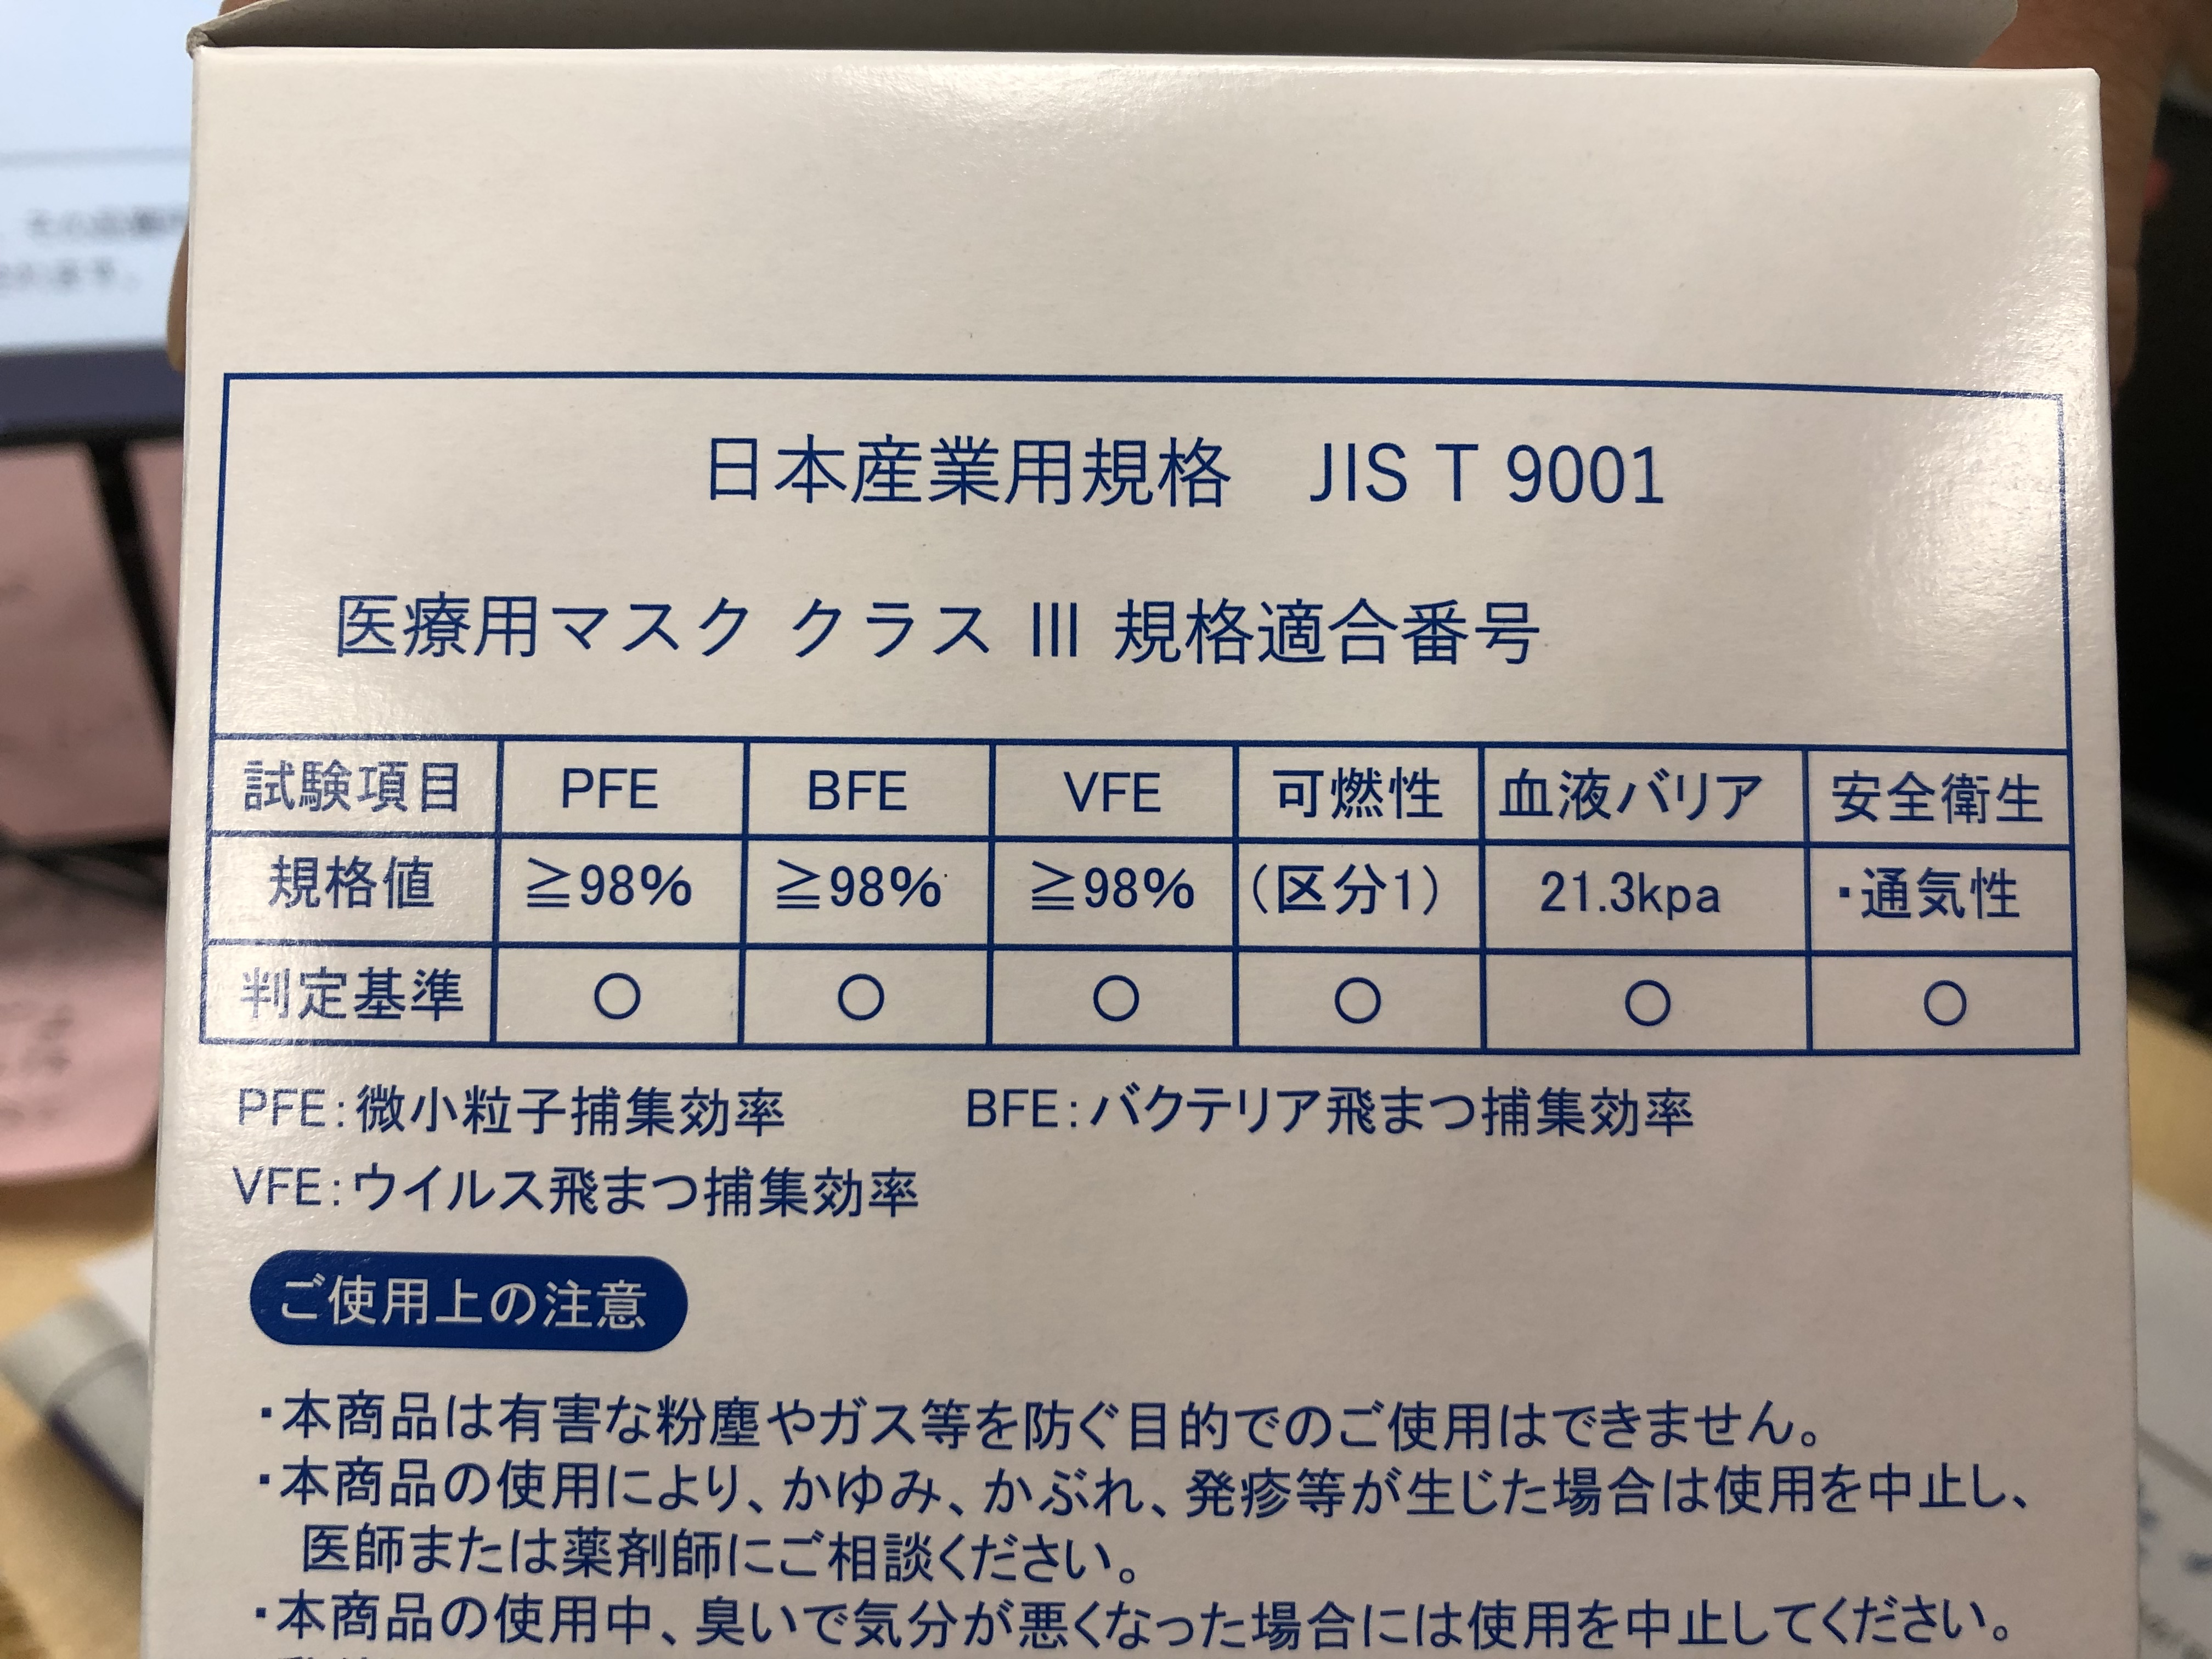 日本産業用規格 JIS T 9001
医療用マスク クラス III 規格適合番号
試験項目 PFE BFE VFE 可燃性 血液バリア 安全衛生
規格値 ≧98% ≧98% ≧98% (区分1) 21.3kpa ・通気性
判定基準 ○ ○ ○ ○ ○ ○
PFE:微小粒子捕集効率 BFE:バクテリア飛まつ捕集効率
VFE:ウイルス飛まつ捕集効率
ご使用上の注意
・本商品は有害な粉塵やガス等を防ぐ目的でのご使用はできません。
・本商品の使用により、かゆみ、かぶれ、発疹等が生じた場合は使用を中止し、
医師または薬剤師にご相談ください。
・本商品の使用中、臭いで気分が悪くなった場合には使用を中止してください。